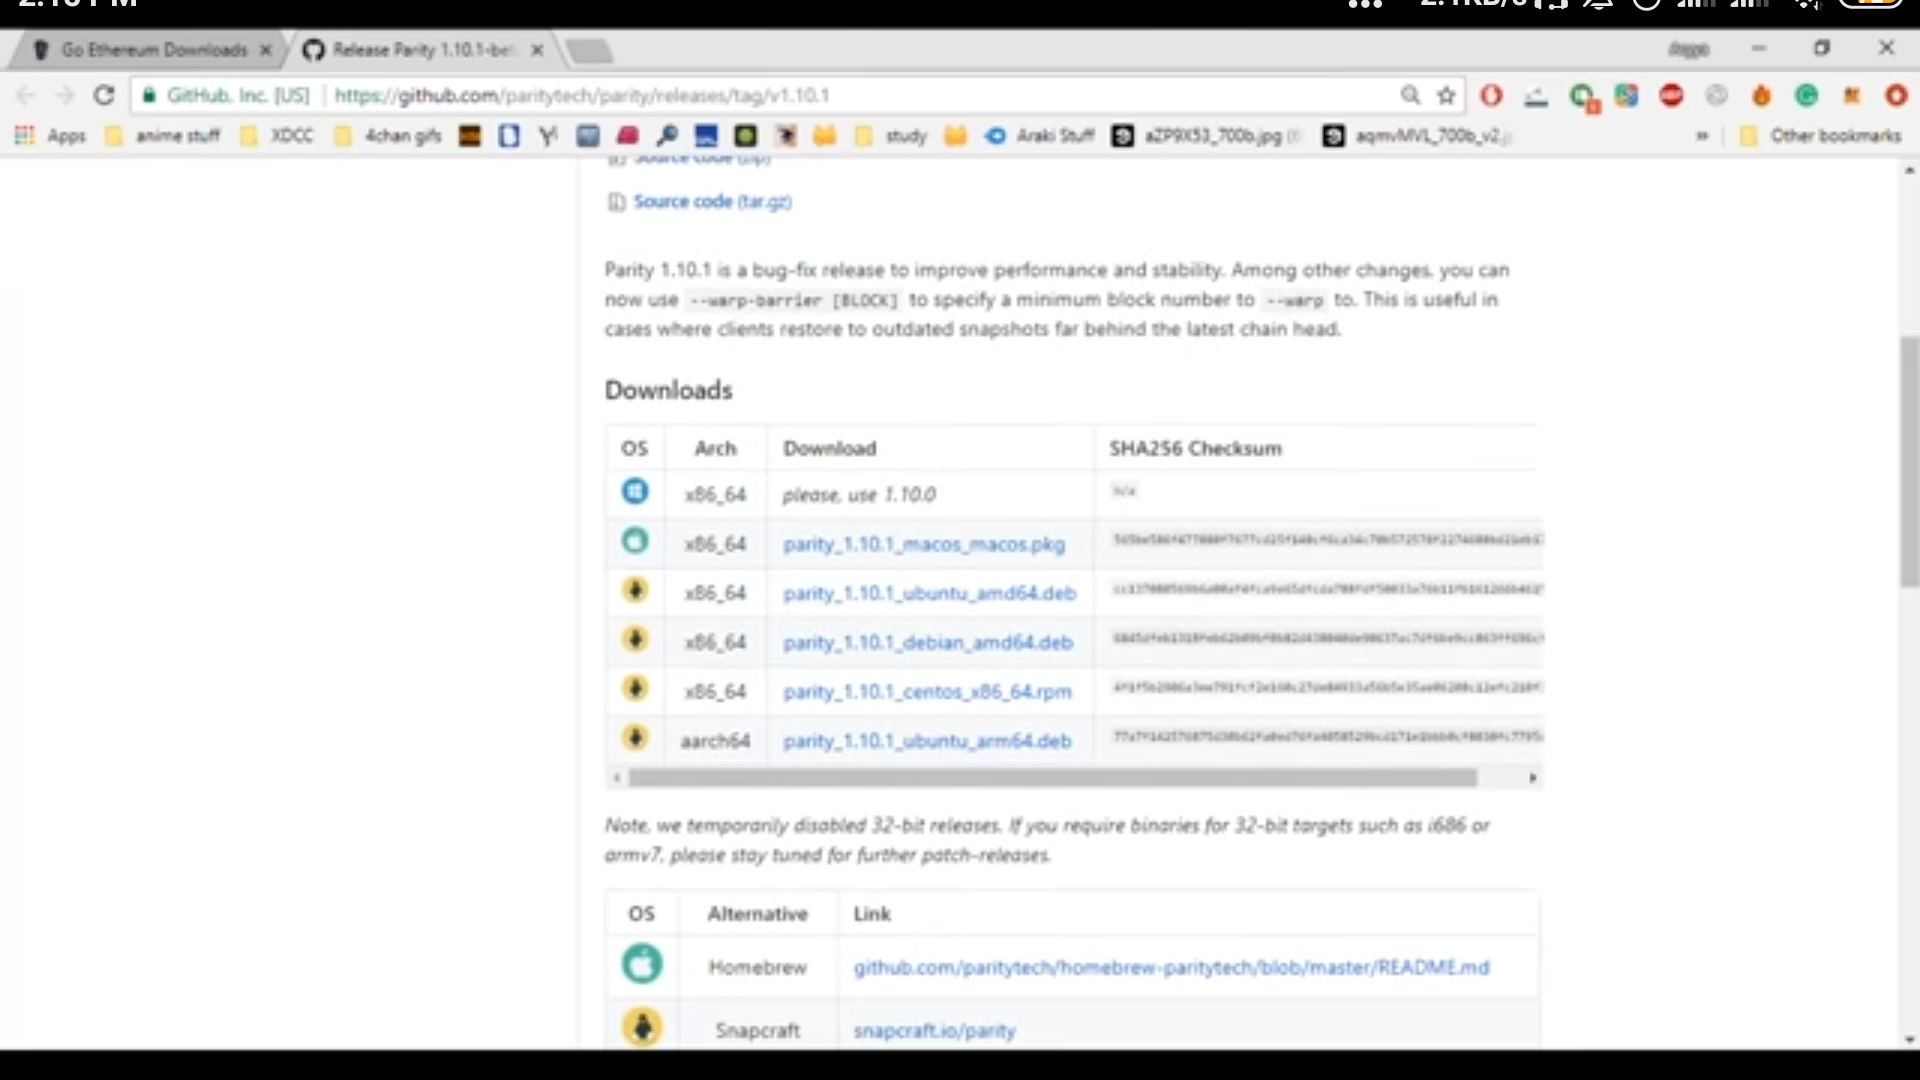 Go Ethereum Downloads
Release Parity 1.10.1-bet
GitHub, Inc. [US]
https://github.com/paritytech/parity/releases/tag/v1.10.1
Apps
anime stuff
XDCC
4chan gifs
study
Araki Stuff
aZP9X53_700b.jpg
aqmvMVL_700b_v2.j
»
Other bookmarks
Source code (zip)
Source code (tar.gz)
Parity 1.10.1 is a bug-fix release to improve performance and stability. Among other changes, you can
now use --warp-barrier [BLOCK] to specify a minimum block number to --warp to. This is useful in
cases where clients restore to outdated snapshots far behind the latest chain head.
Downloads
OS Arch Download SHA256 Checksum
x86_64 please, use 1.10.0 n/a
x86_64 parity_1.10.1_macos_macos.pkg
x86_64 parity_1.10.1_ubuntu_amd64.deb
x86_64 parity_1.10.1_debian_amd64.deb
x86_64 parity_1.10.1_centos_x86_64.rpm
aarch64 parity_1.10.1_ubuntu_arm64.deb
Note, we temporarily disabled 32-bit releases. If you require binaries for 32-bit targets such as i686 or
armv7, please stay tuned for further patch-releases.
OS Alternative Link
Homebrew github.com/paritytech/homebrew-paritytech/blob/master/README.md
Snapcraft snapcraft.io/parity